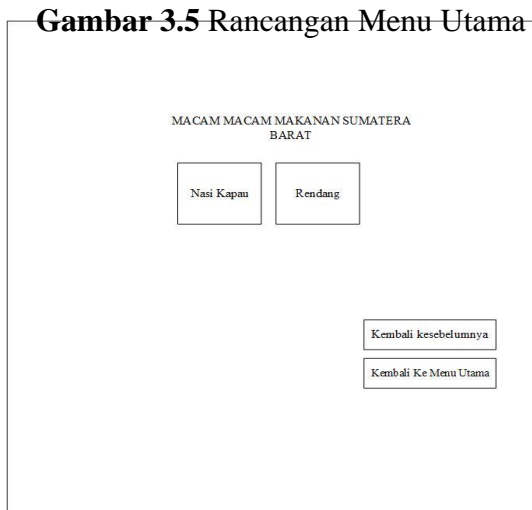 Gambar 3.5 Rancangan Menu Utama
MACAM MACAM MAKANAN SUMATERA
BARAT
Nasi Kapau
Rendang
Kembali kesebelumnya
Kembali Ke Menu Utama